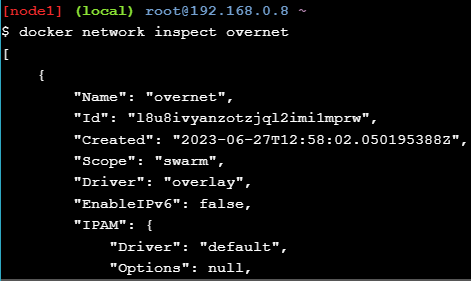 [node1] (local) root@192.168.0.8 ~
$ docker network inspect overnet
[
    {
        "Name": "overnet",
        "Id": "l8u8ivyanzotzjql2imi1mprw",
        "Created": "2023-06-27T12:58:02.050195388Z",
        "Scope": "swarm",
        "Driver": "overlay",
        "EnableIPv6": false,
        "IPAM": {
            "Driver": "default",
            "Options": null,